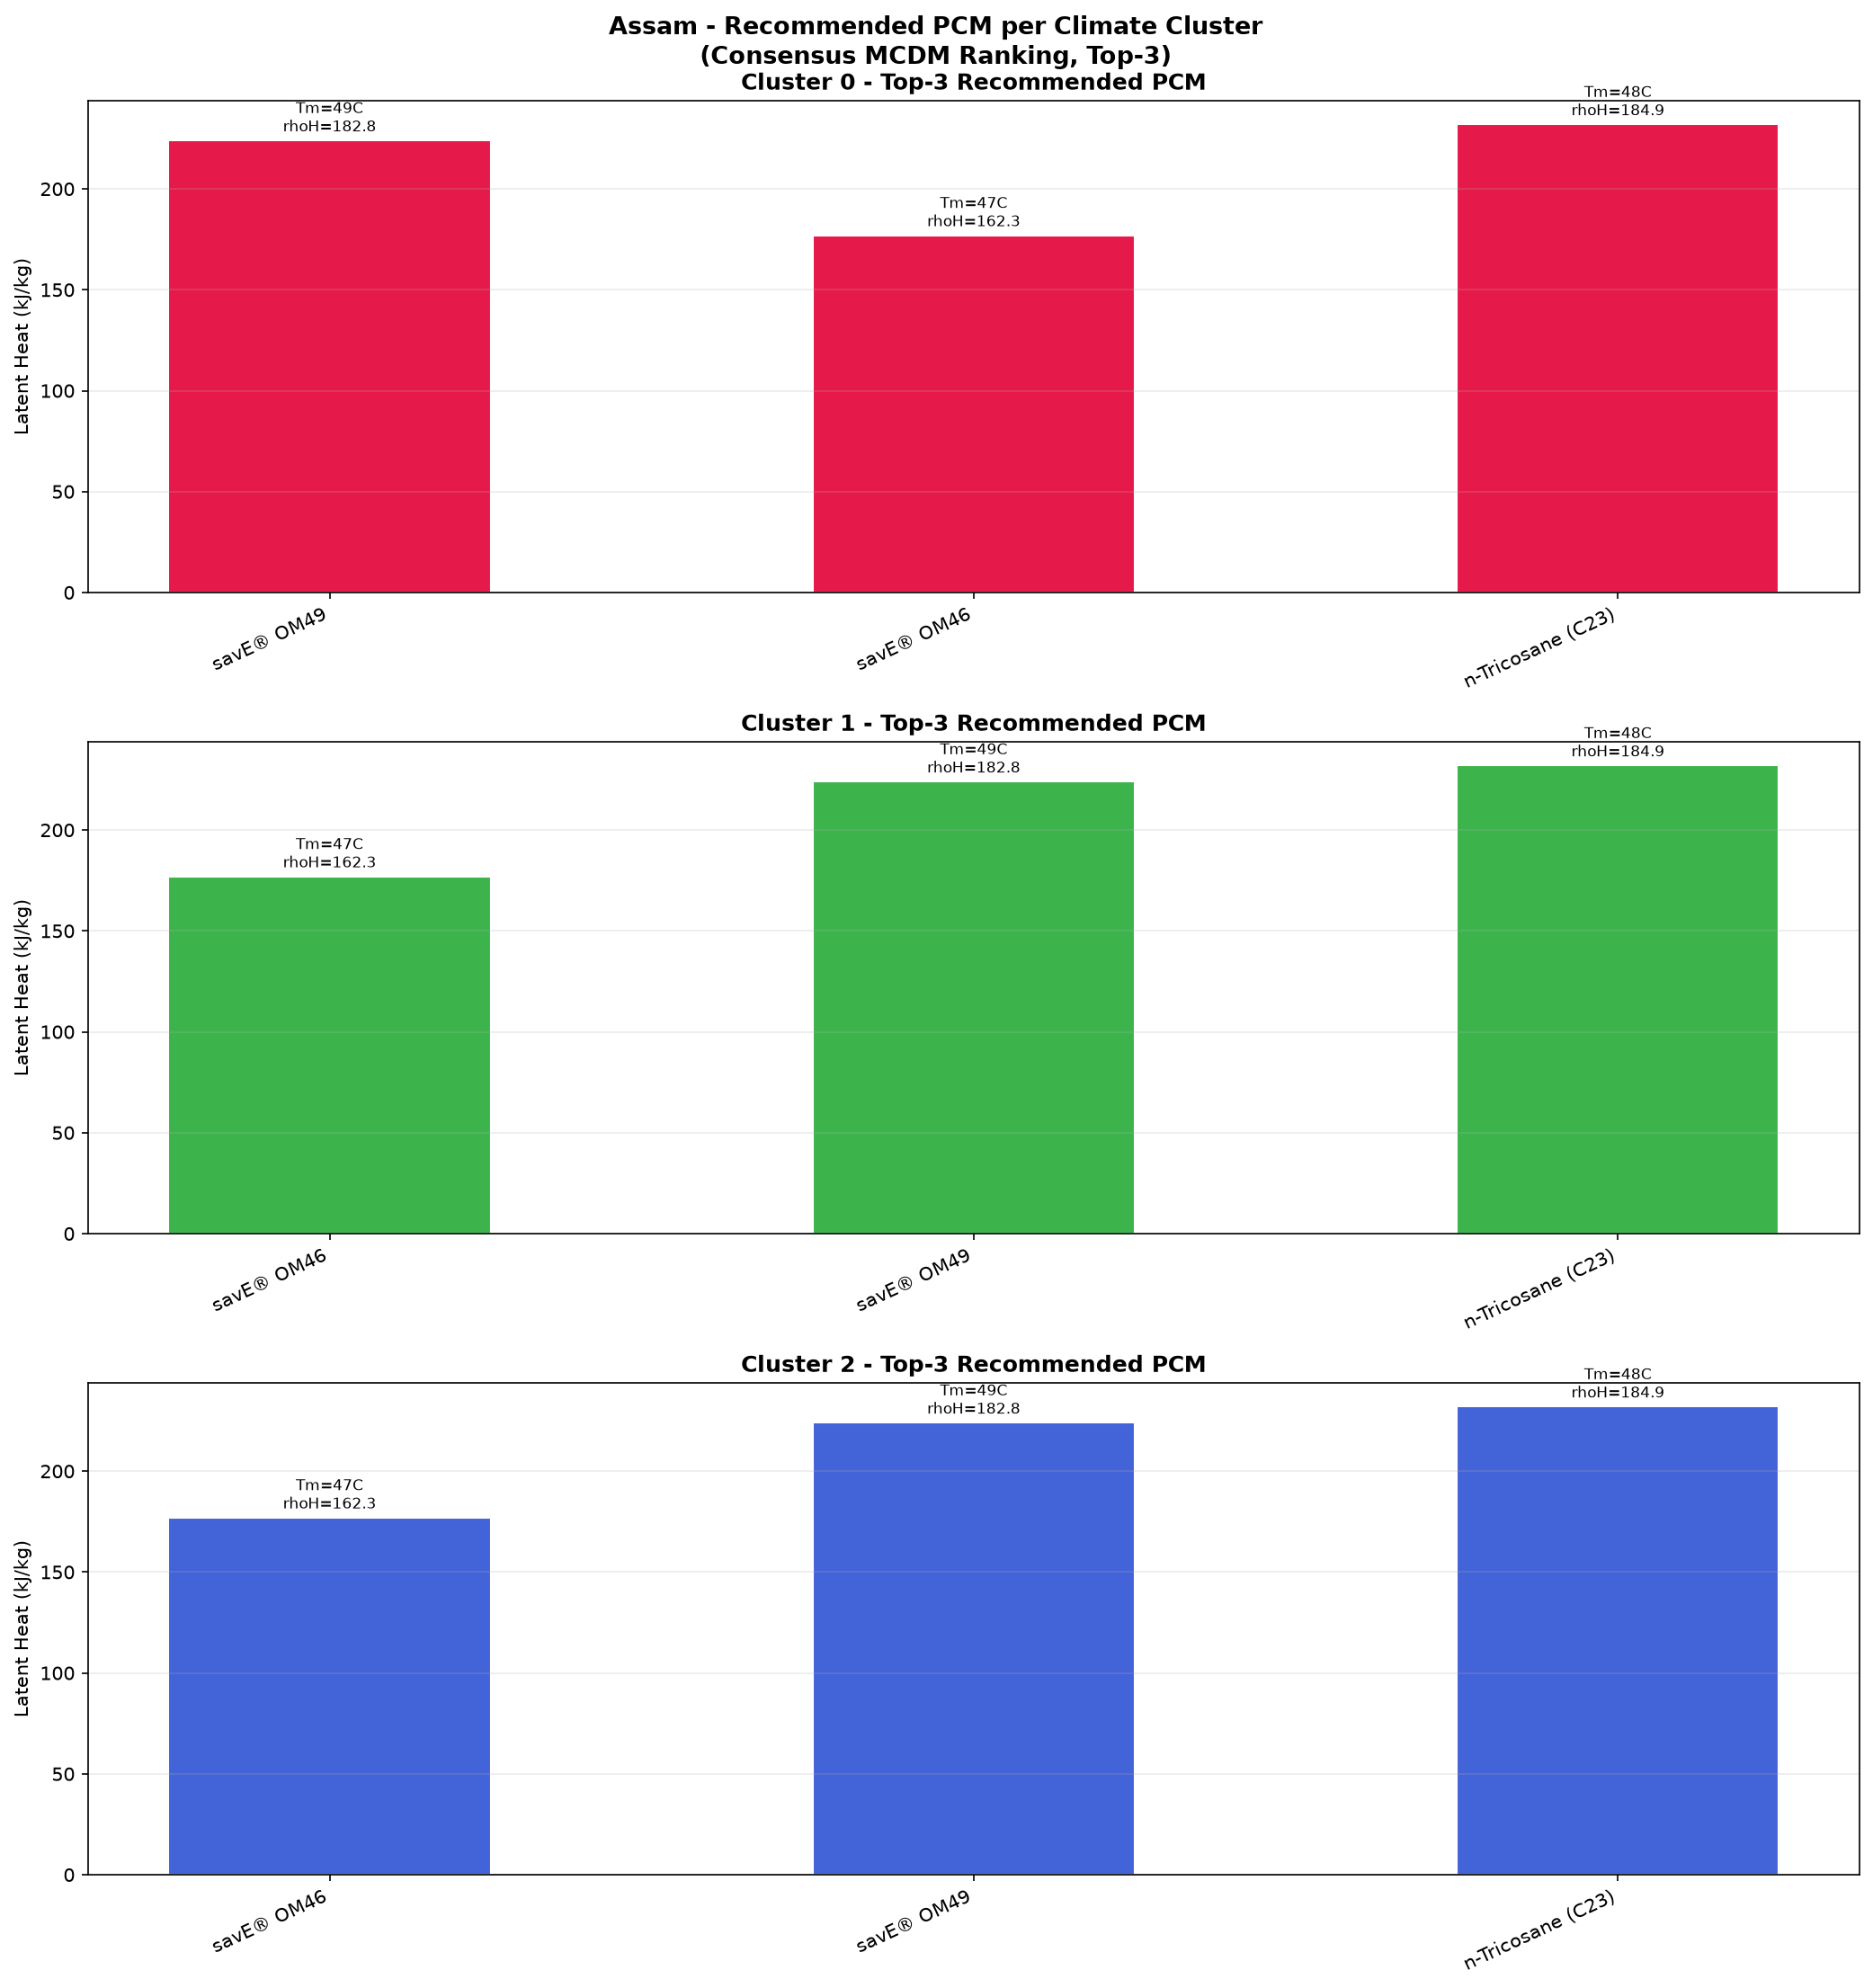 Assam - Recommended PCM per Climate Cluster
(Consensus MCDM Ranking, Top-3)
Cluster 0 - Top-3 Recommended PCM
Latent Heat (kJ/kg)
200
150
100
50
0
Tm=49C
rhoH=182.8
Tm=47C
rhoH=162.3
Tm=48C
rhoH=184.9
savE® OM49
savE® OM46
n-Tricosane (C23)
Cluster 1 - Top-3 Recommended PCM
Latent Heat (kJ/kg)
200
150
100
50
0
Tm=47C
rhoH=162.3
Tm=49C
rhoH=182.8
Tm=48C
rhoH=184.9
savE® OM46
savE® OM49
n-Tricosane (C23)
Cluster 2 - Top-3 Recommended PCM
Latent Heat (kJ/kg)
200
150
100
50
0
Tm=47C
rhoH=162.3
Tm=49C
rhoH=182.8
Tm=48C
rhoH=184.9
savE® OM46
savE® OM49
n-Tricosane (C23)